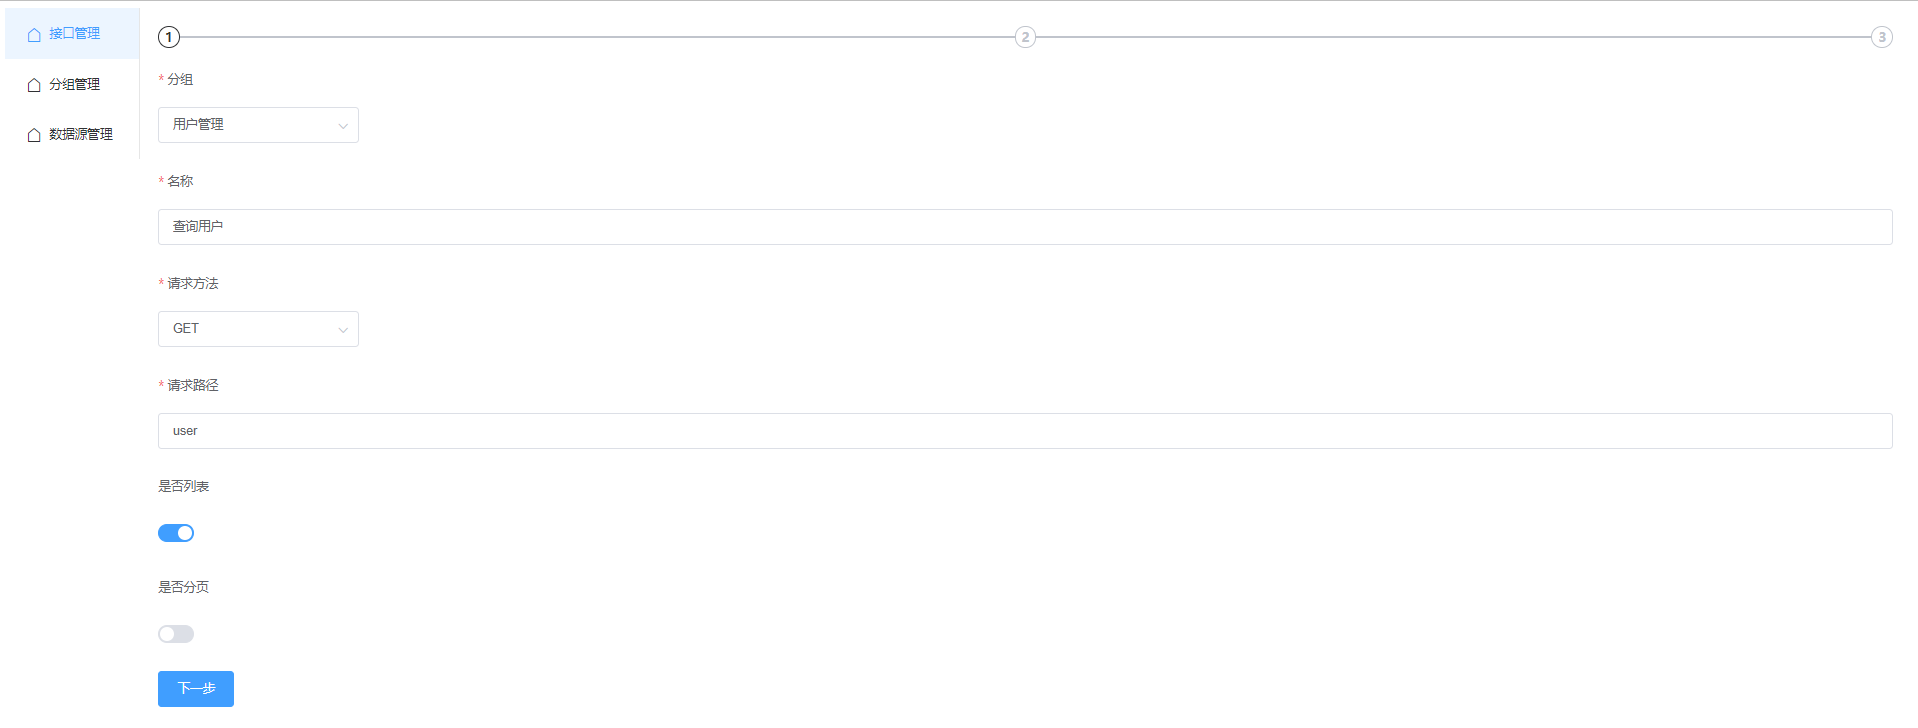 接口管理
分组管理
数据源管理
1
2
3
* 分组
用户管理
* 名称
查询用户
* 请求方法
GET
* 请求路径
user
是否列表
是否分页
下一步